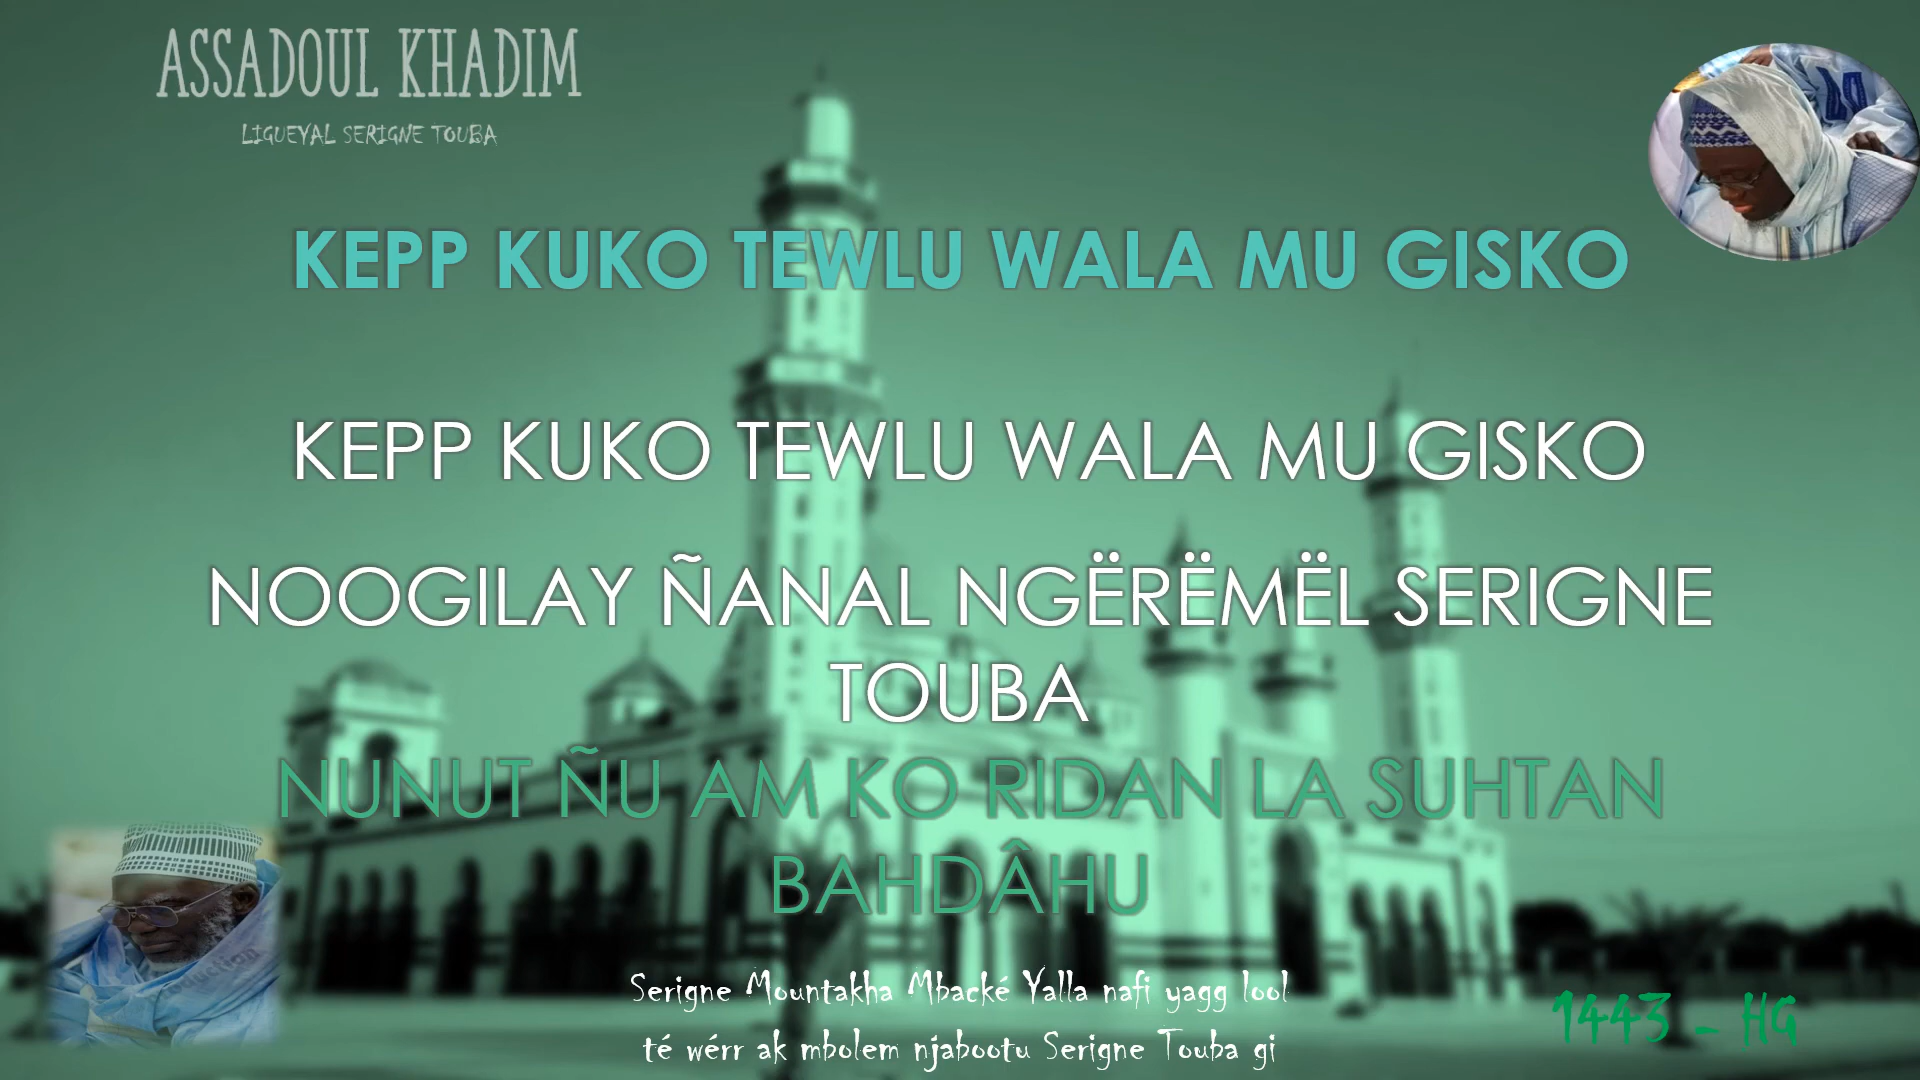 ASSADOUL KHADIM
LIGUEYAL SERIGNE TOUBA
KEPP KUKO TEWLU WALA MU GISKO
KEPP KUKO TEWLU WALA MU GISKO
NOOGILAY ÑANAL NGËRËMËL SERIGNE
TOUBA
NUNUT ÑU AM KO RIDAN LA SUHTAN
BAHDÂHU
Serigne Mountakha Mbacké Yalla nafi yagg lool
té wérr ak mbolem njabootu Serigne Touba gi
1443 - HG